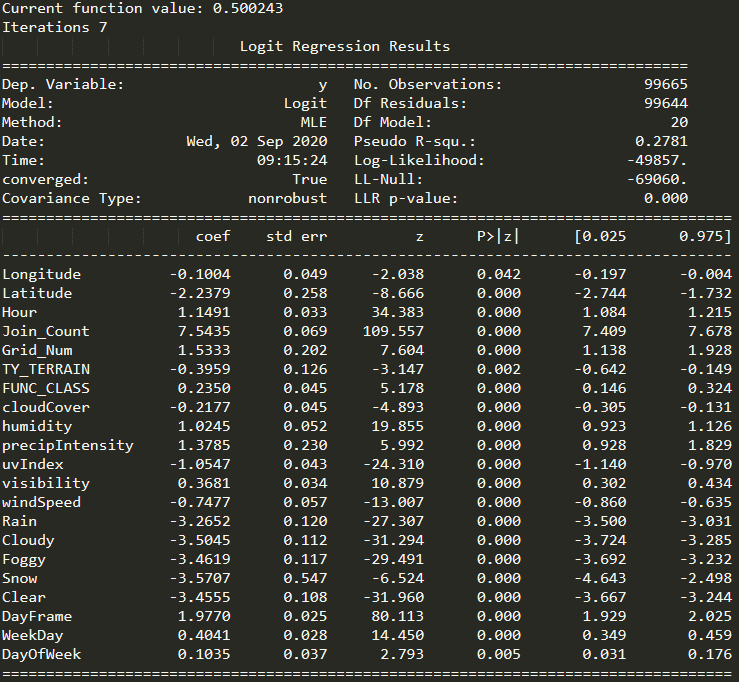 Current function value: 0.500243
Iterations 7
Logit Regression Results
==============================================================================
Dep. Variable: y No. Observations: 99665
Model: Logit Df Residuals: 99644
Method: MLE Df Model: 20
Date: Wed, 02 Sep 2020 Pseudo R-squ.: 0.2781
Time: 09:15:24 Log-Likelihood: -49857.
converged: True LL-Null: -69060.
Covariance Type: nonrobust LLR p-value: 0.000
===================================================================================
coef std err z P>|z| [0.025 0.975]
-----------------------------------------------------------------------------------
Longitude -0.1004 0.049 -2.038 0.042 -0.197 -0.004
Latitude -2.2379 0.258 -8.666 0.000 -2.744 -1.732
Hour 1.1491 0.033 34.383 0.000 1.084 1.215
Join_Count 7.5435 0.069 109.557 0.000 7.409 7.678
Grid_Num 1.5333 0.202 7.604 0.000 1.138 1.928
TY_TERRAIN -0.3959 0.126 -3.147 0.002 -0.642 -0.149
FUNC_CLASS 0.2350 0.045 5.178 0.000 0.146 0.324
cloudCover -0.2177 0.045 -4.893 0.000 -0.305 -0.131
humidity 1.0245 0.052 19.855 0.000 0.923 1.126
precipIntensity 1.3785 0.230 5.992 0.000 0.928 1.829
uvIndex -1.0547 0.043 -24.310 0.000 -1.140 -0.970
visibility 0.3681 0.034 10.879 0.000 0.302 0.434
windSpeed -0.7477 0.057 -13.007 0.000 -0.860 -0.635
Rain -3.2652 0.120 -27.307 0.000 -3.500 -3.031
Cloudy -3.5045 0.112 -31.294 0.000 -3.724 -3.285
Foggy -3.4619 0.117 -29.491 0.000 -3.692 -3.232
Snow -3.5707 0.547 -6.524 0.000 -4.643 -2.498
Clear -3.4555 0.108 -31.960 0.000 -3.667 -3.244
DayFrame 1.9770 0.025 80.113 0.000 1.929 2.025
WeekDay 0.4041 0.028 14.450 0.000 0.349 0.459
DayOfWeek 0.1035 0.037 2.793 0.005 0.031 0.176
===================================================================================